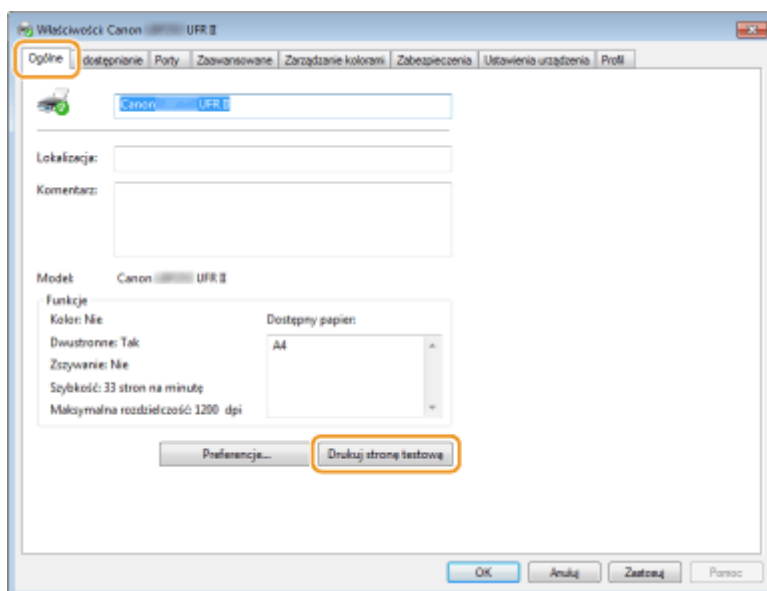 Właściwości: Canon UFR II
Ogólne dostępnianie Porty Zaawansowane Zarządzanie kolorami Zabezpieczenia Ustawienia urządzenia Profil
Canon UFR II
Lokalizacja:
Komentarz:
Model: Canon UFR II
Funkcje
Kolor: Nie Dostępny papier:
Dwustronne: Tak A4
Zszywanie: Nie
Szybkość: 33 stron na minutę
Maksymalna rozdzielczość: 1200 dpi
Preferencje... Drukuj stronę testową
OK Anuluj Zastosuj Pomoc